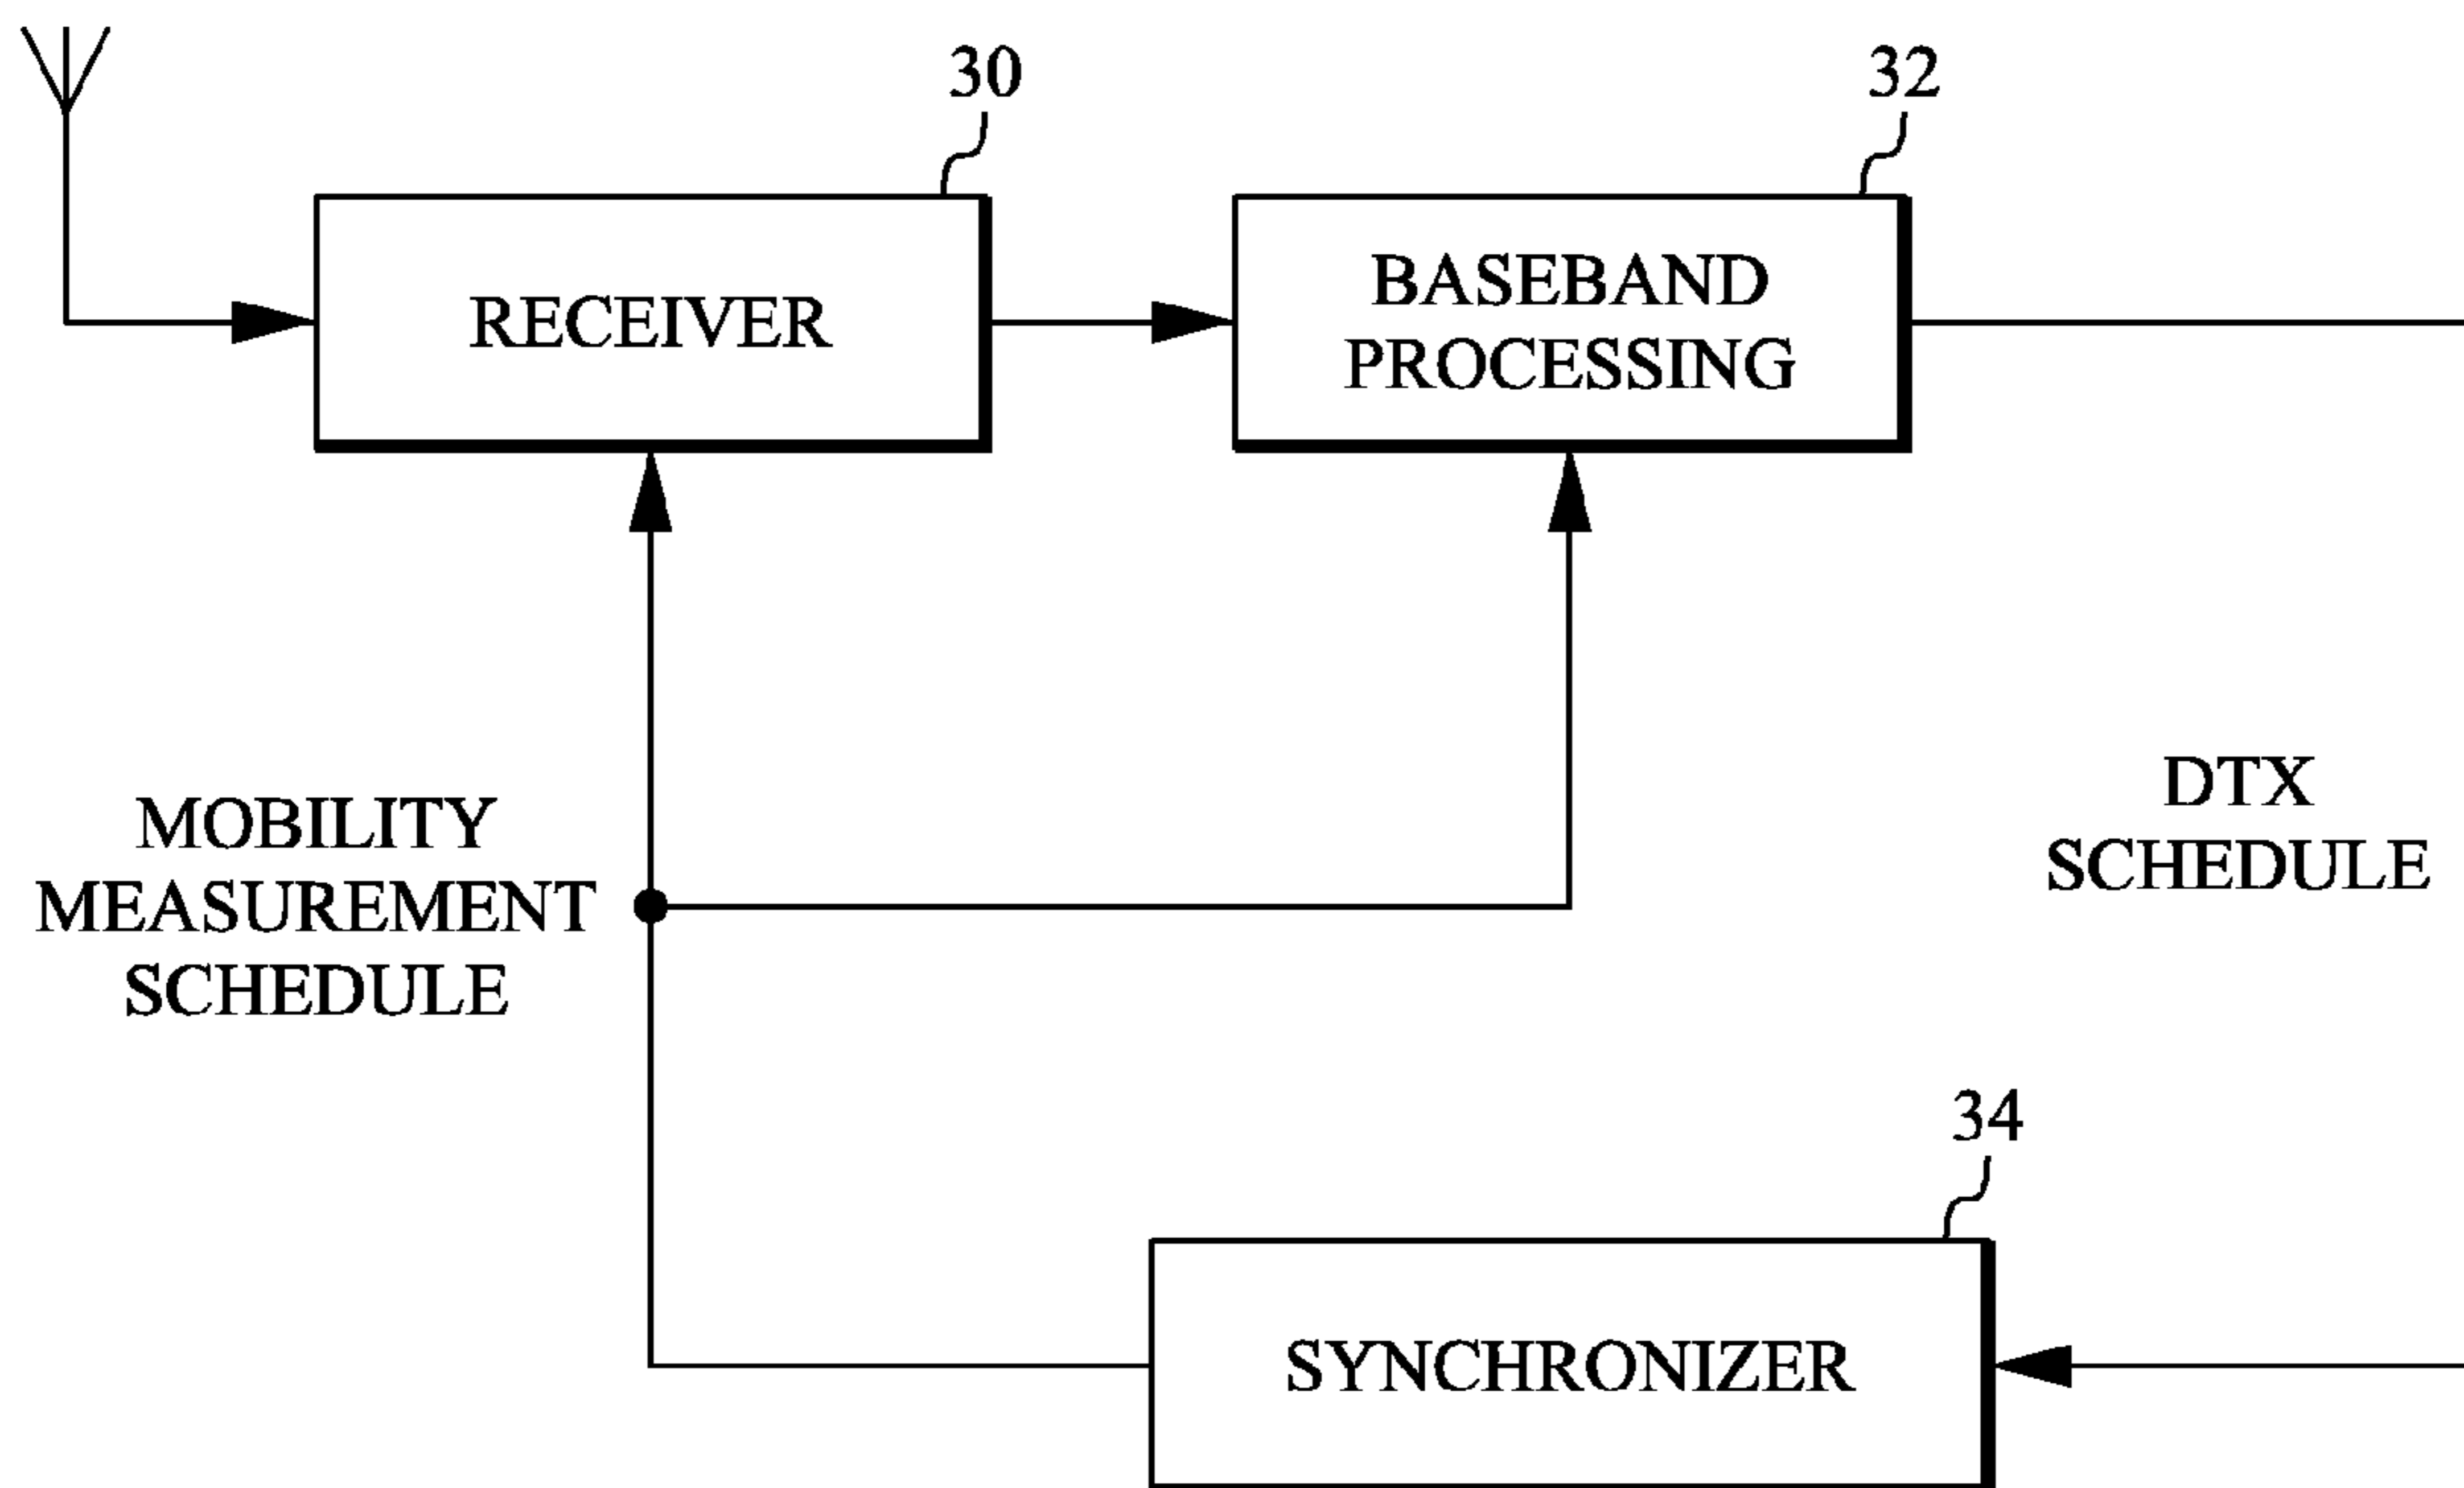 30
32
RECEIVER
BASEBAND
PROCESSING
MOBILITY
MEASUREMENT
SCHEDULE
DTX
SCHEDULE
34
SYNCHRONIZER